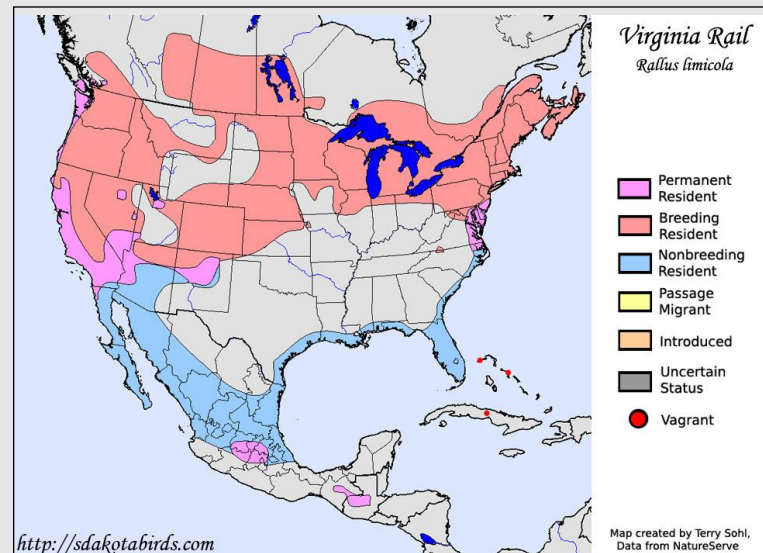 Virginia Rail
Rallus limicola
Permanent
Resident
Breeding
Resident
Nonbreeding
Resident
Passage
Migrant
Introduced
Uncertain
Status
Vagrant
http://sdakotabirds.com
Map created by Terry Sohl,
Data from NatureServe